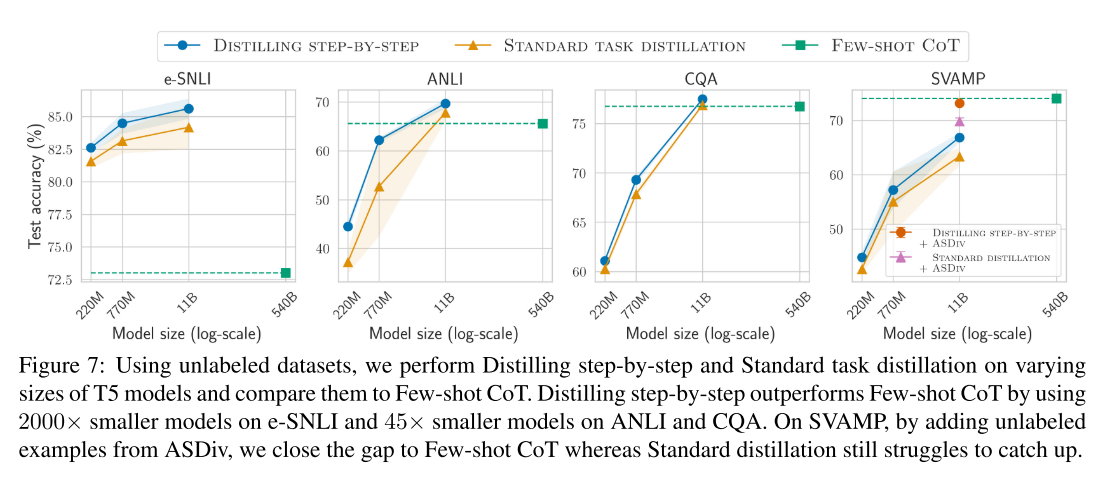 DISTILLING STEP-BY-STEP STANDARD TASK DISTILLATION FEW-SHOT COT
e-SNLI
85.0
82.5
80.0
77.5
75.0
72.5
Test accuracy (%)
220M 770M 11B 540B
Model size (log-scale)
ANLI
70
60
50
40
220M 770M 11B 540B
Model size (log-scale)
CQA
75
70
65
60
220M 770M 11B 540B
Model size (log-scale)
SVAMP
70
60
50
DISTILLING STEP-BY-STEP
+ ASDIV
STANDARD DISTILLATION
+ ASDIV
220M 770M 11B 540B
Model size (log-scale)
Figure 7: Using unlabeled datasets, we perform Distilling step-by-step and Standard task distillation on varying
sizes of T5 models and compare them to Few-shot CoT. Distilling step-by-step outperforms Few-shot CoT by using
2000× smaller models on e-SNLI and 45× smaller models on ANLI and CQA. On SVAMP, by adding unlabeled
examples from ASDiv, we close the gap to Few-shot CoT whereas Standard distillation still struggles to catch up.